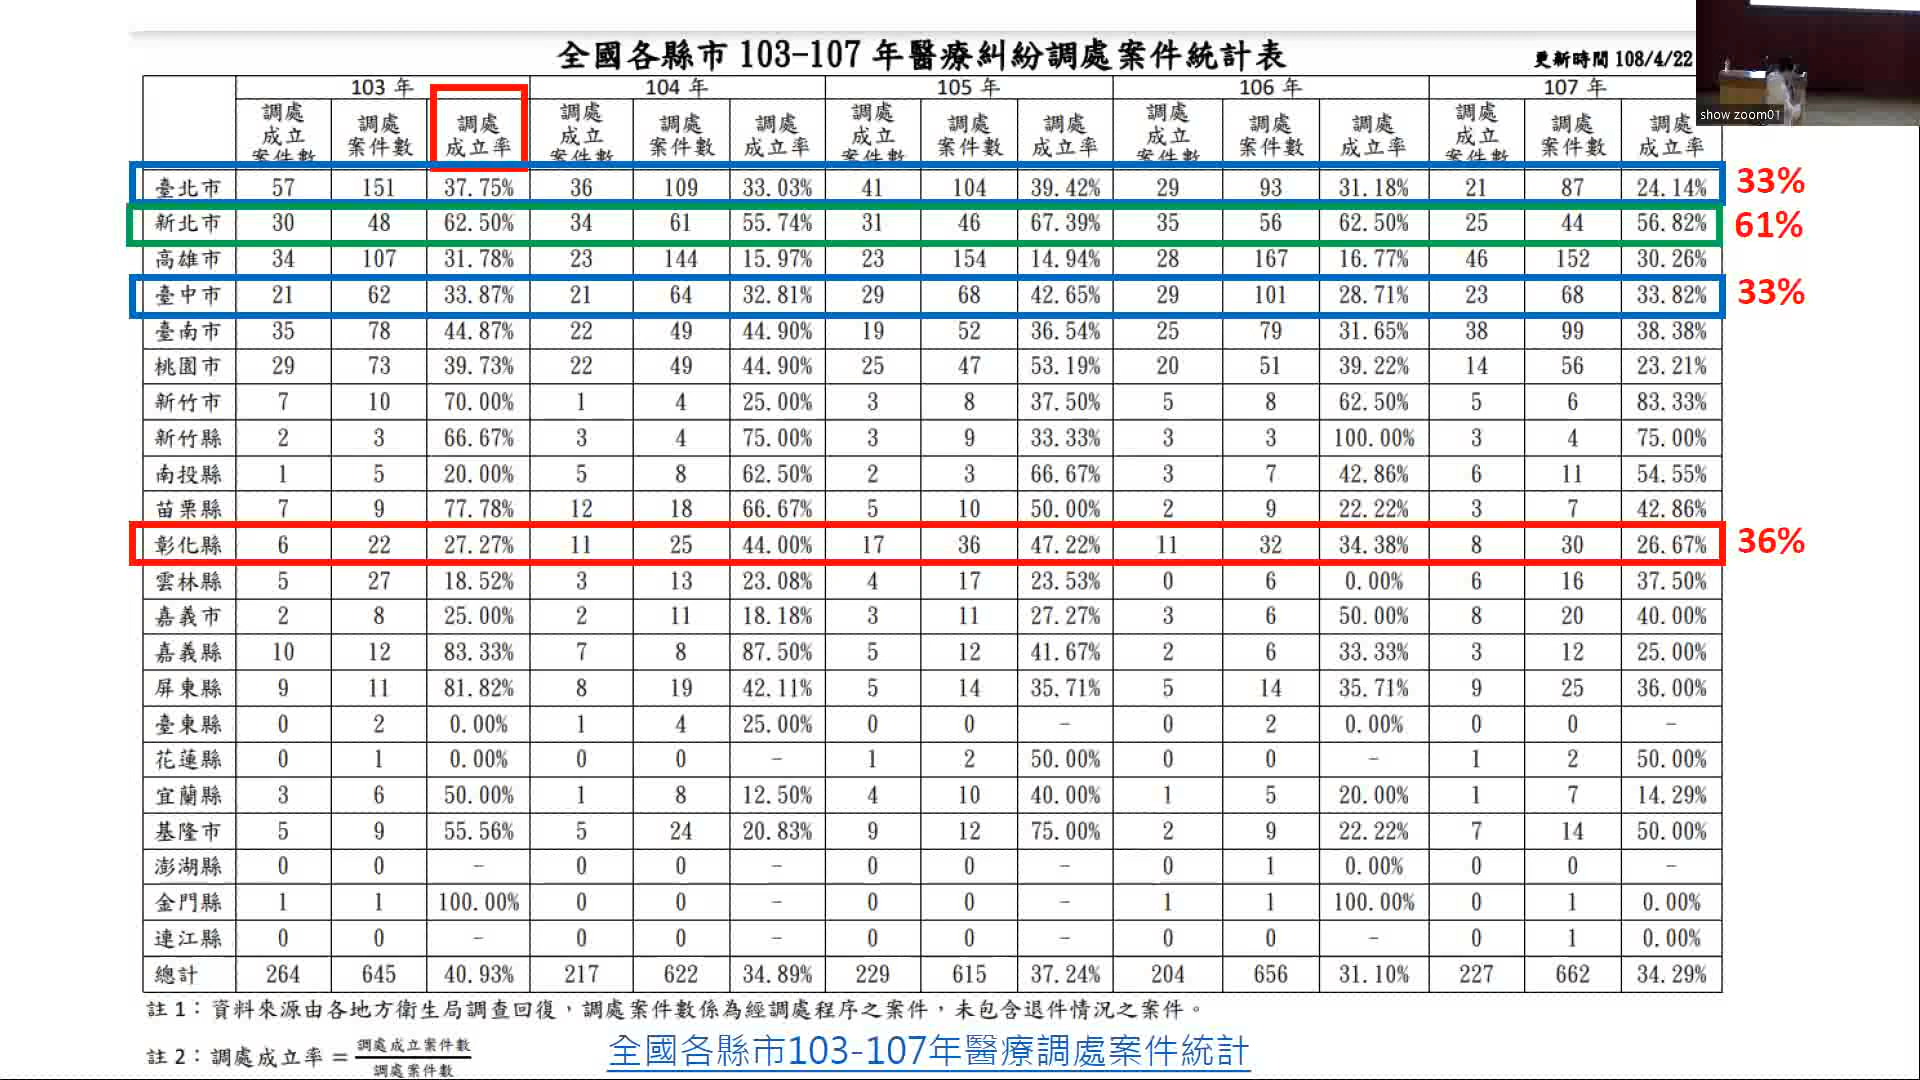 全國各縣市 103-107 年醫療糾紛調處案件統計表
更新時間 108/4/22
show zoom01
103 年 104 年 105 年 106 年 107 年
調處成立案件數 調處案件數 調處成立率 調處成立案件數 調處案件數 調處成立率 調處成立案件數 調處案件數 調處成立率 調處成立案件數 調處案件數 調處成立率 調處成立案件數 調處案件數 調處成立率
臺北市 57 151 37.75% 36 109 33.03% 41 104 39.42% 29 93 31.18% 21 87 24.14% 33%
新北市 30 48 62.50% 34 61 55.74% 31 46 67.39% 35 56 62.50% 25 44 56.82% 61%
高雄市 34 107 31.78% 23 144 15.97% 23 154 14.94% 28 167 16.77% 46 152 30.26%
臺中市 21 62 33.87% 21 64 32.81% 29 68 42.65% 29 101 28.71% 23 68 33.82% 33%
臺南市 35 78 44.87% 22 49 44.90% 19 52 36.54% 25 79 31.65% 38 99 38.38%
桃園市 29 73 39.73% 22 49 44.90% 25 47 53.19% 20 51 39.22% 14 56 23.21%
新竹市 7 10 70.00% 1 4 25.00% 3 8 37.50% 5 8 62.50% 5 6 83.33%
新竹縣 2 3 66.67% 3 4 75.00% 3 9 33.33% 3 3 100.00% 3 4 75.00%
南投縣 1 5 20.00% 5 8 62.50% 2 3 66.67% 3 7 42.86% 6 11 54.55%
苗栗縣 7 9 77.78% 12 18 66.67% 5 10 50.00% 2 9 22.22% 3 7 42.86%
彰化縣 6 22 27.27% 11 25 44.00% 17 36 47.22% 11 32 34.38% 8 30 26.67% 36%
雲林縣 5 27 18.52% 3 13 23.08% 4 17 23.53% 0 6 0.00% 6 16 37.50%
嘉義市 2 8 25.00% 2 11 18.18% 3 11 27.27% 3 6 50.00% 8 20 40.00%
嘉義縣 10 12 83.33% 7 8 87.50% 5 12 41.67% 2 6 33.33% 3 12 25.00%
屏東縣 9 11 81.82% 8 19 42.11% 5 14 35.71% 5 14 35.71% 9 25 36.00%
臺東縣 0 2 0.00% 1 4 25.00% 0 0 - 0 2 0.00% 0 0 -
花蓮縣 0 1 0.00% 0 0 - 1 2 50.00% 0 0 - 1 2 50.00%
宜蘭縣 3 6 50.00% 1 8 12.50% 4 10 40.00% 1 5 20.00% 1 7 14.29%
基隆市 5 9 55.56% 5 24 20.83% 9 12 75.00% 2 9 22.22% 7 14 50.00%
澎湖縣 0 0 - 0 0 - 0 0 - 0 1 0.00% 0 0 -
金門縣 1 1 100.00% 0 0 - 0 0 - 1 1 100.00% 0 1 0.00%
連江縣 0 0 - 0 0 - 0 0 - 0 0 - 0 1 0.00%
總計 264 645 40.93% 217 622 34.89% 229 615 37.24% 204 656 31.10% 227 662 34.29%
註 1：資料來源由各地方衛生局調查回復，調處案件數係為經調處程序之案件，未包含退件情況之案件。
註 2：調處成立率 = 調處成立案件數 / 調處案件數
全國各縣市103-107年醫療調處案件統計